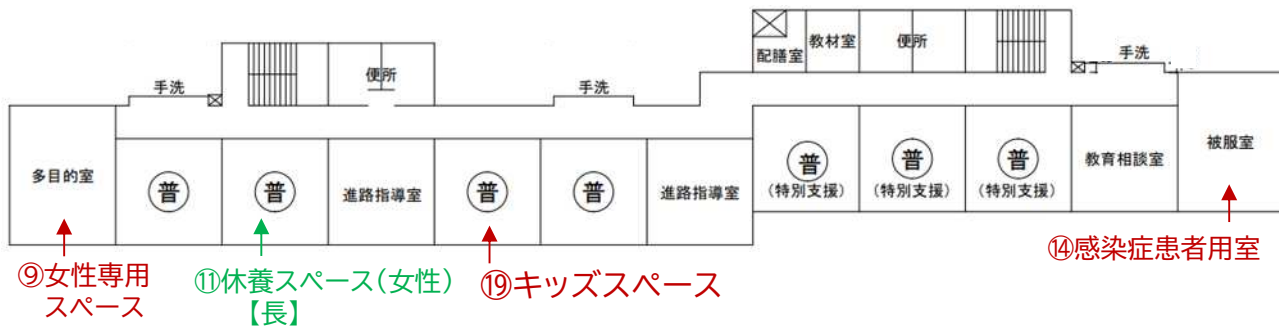 配膳室
教材室
便所
手洗
手洗
便所
手洗
多目的室
普
普
進路指導室
普
普
進路指導室
普
(特別支援)
普
(特別支援)
普
(特別支援)
教育相談室
被服室
⑨女性専用
スペース
⑪休養スペース(女性)
【長】
⑲キッズスペース
⑭感染症患者用室